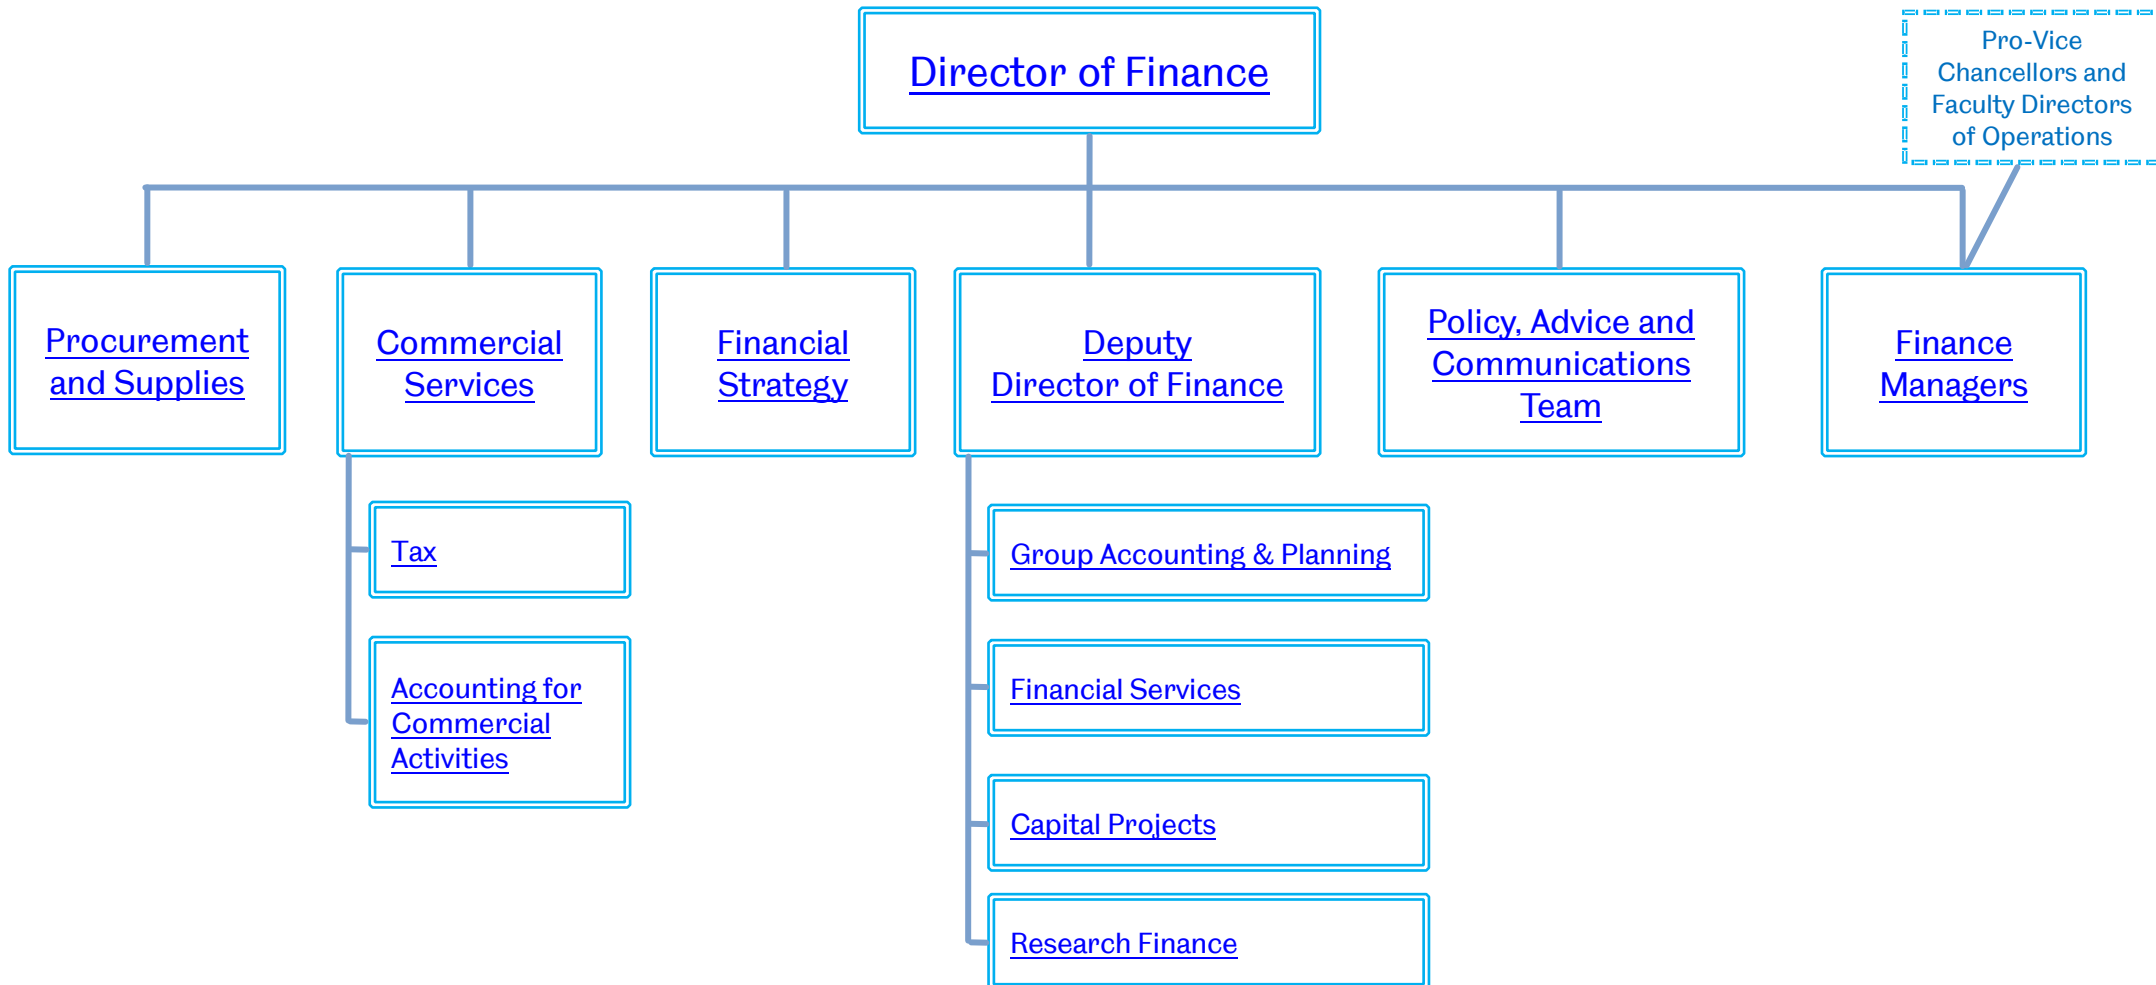 Director of Finance
Pro-Vice
Chancellors and
Faculty Directors
of Operations
Procurement
and Supplies
Commercial
Services
Financial
Strategy
Deputy
Director of Finance
Policy, Advice and
Communications
Team
Finance
Managers
Tax
Accounting for
Commercial
Activities
Group Accounting & Planning
Financial Services
Capital Projects
Research Finance